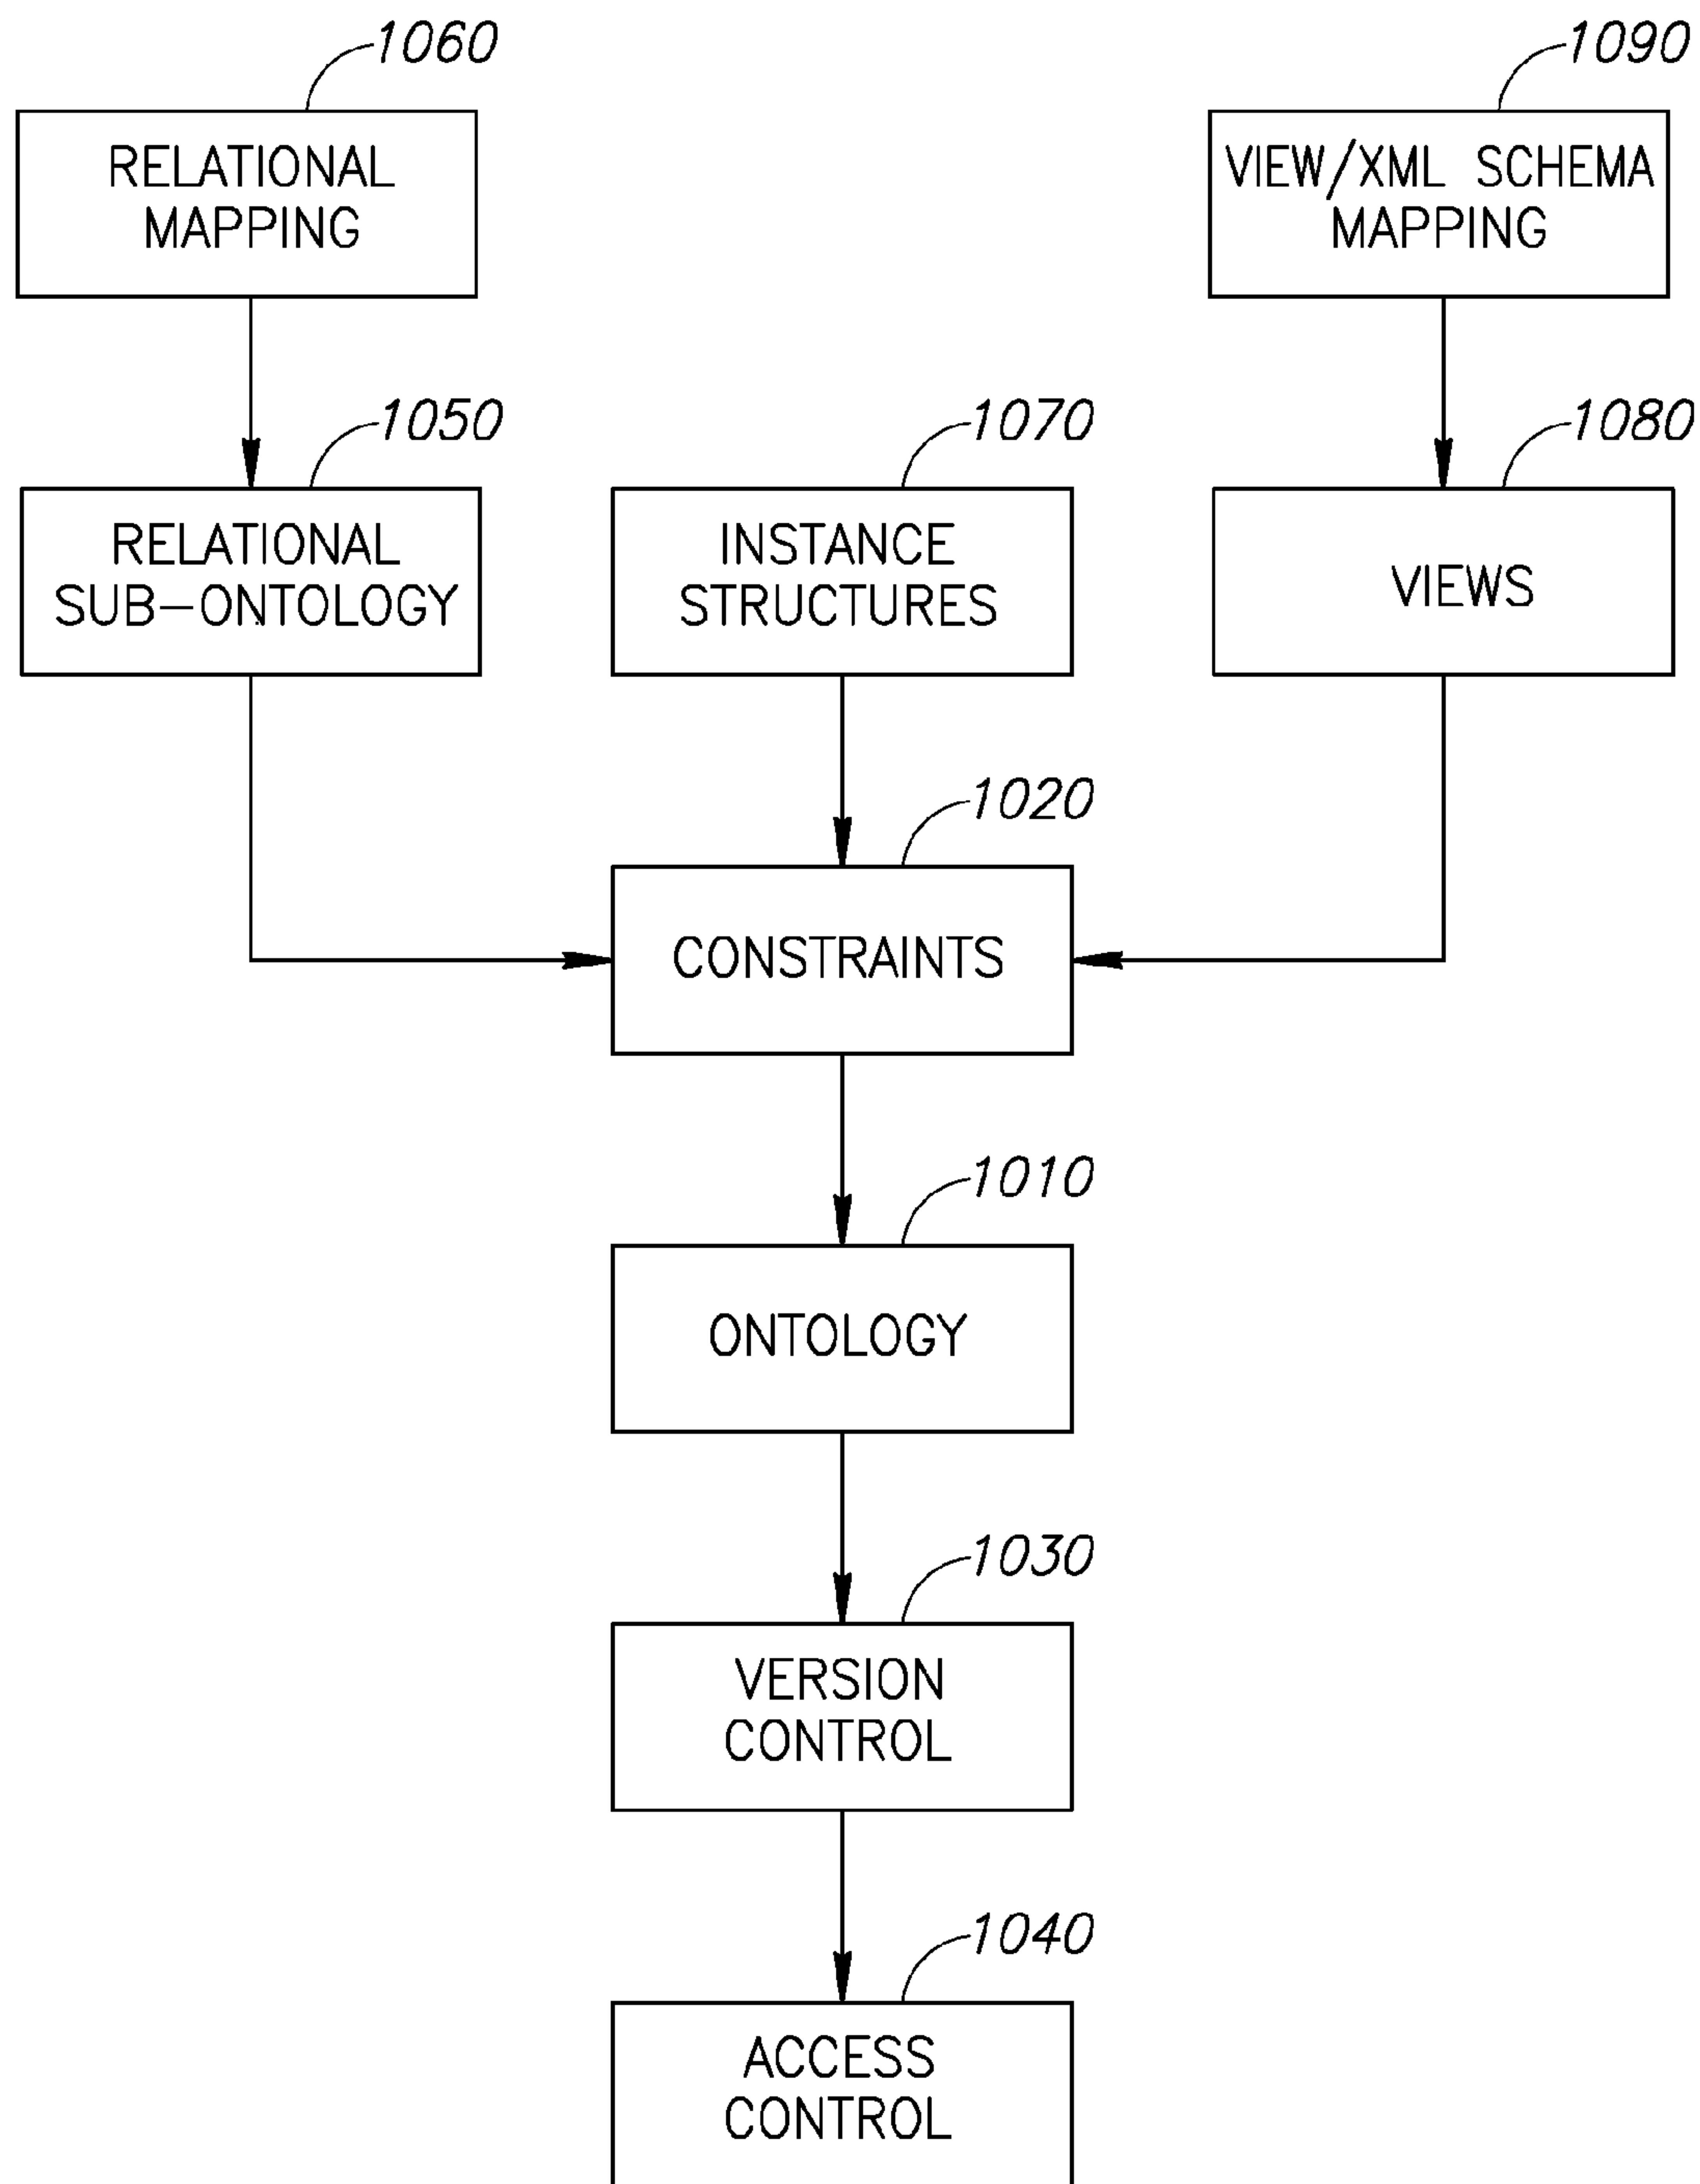 1060
1090
RELATIONAL
MAPPING
VIEW/XML SCHEMA
MAPPING
1050
1070
1080
RELATIONAL
SUB-ONTOLOGY
INSTANCE
STRUCTURES
VIEWS
1020
CONSTRAINTS
1010
ONTOLOGY
1030
VERSION
CONTROL
1040
ACCESS
CONTROL